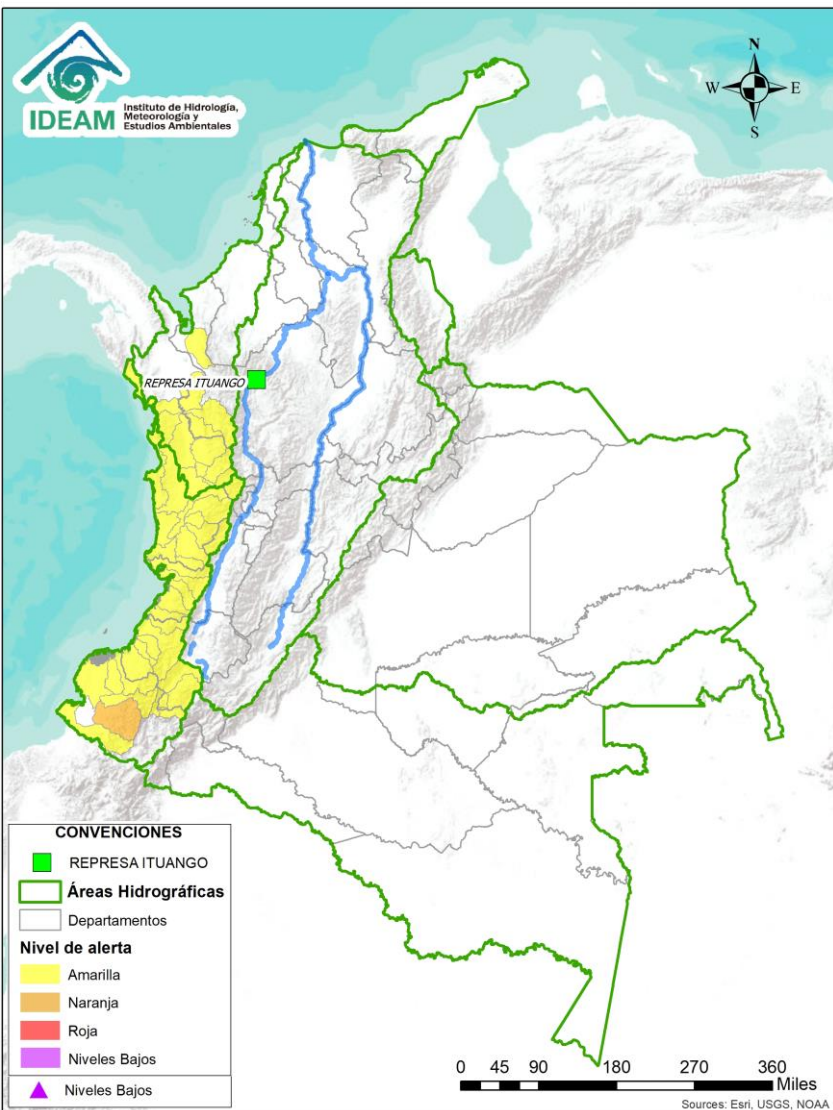 IDEAM
Instituto de Hidrología,
Meteorología y
Estudios Ambientales
N
W
E
S
REPRESA ITUANGO
CONVENCIONES
REPRESA ITUANGO
Áreas Hidrográficas
Departamentos
Nivel de alerta
Amarilla
Naranja
Roja
Niveles Bajos
Niveles Bajos
0 45 90 180 270 360
Miles
Sources: Esri, USGS, NOAA